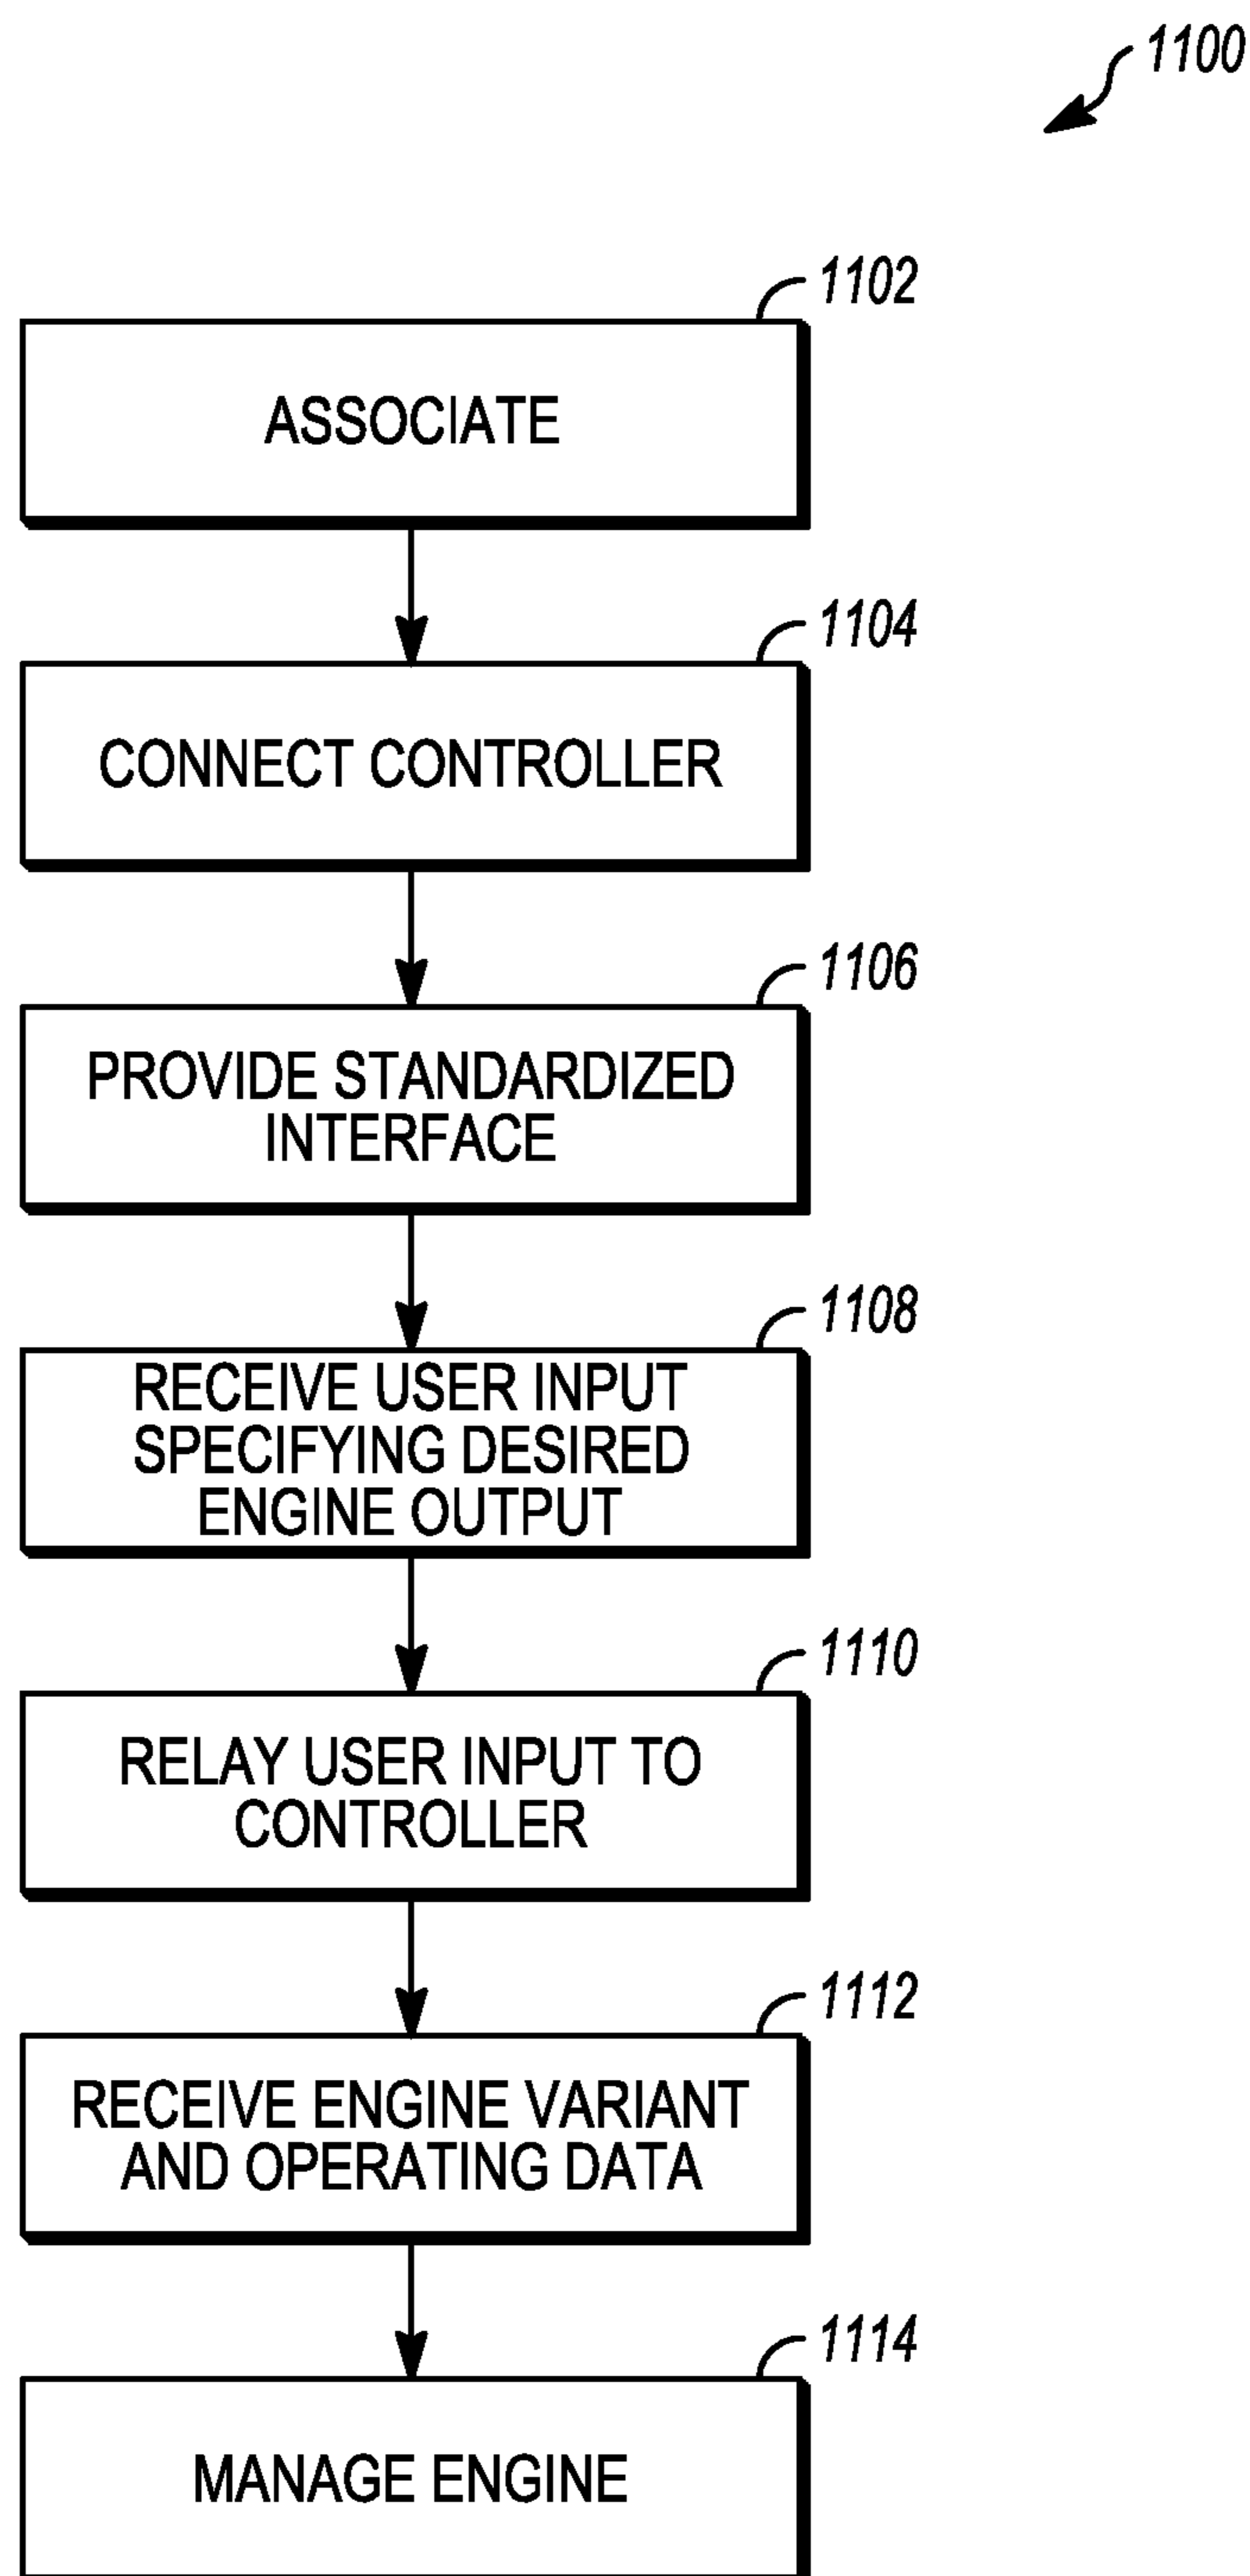 1100
1102
ASSOCIATE
1104
CONNECT CONTROLLER
1106
PROVIDE STANDARDIZED
INTERFACE
1108
RECEIVE USER INPUT
SPECIFYING DESIRED
ENGINE OUTPUT
1110
RELAY USER INPUT TO
CONTROLLER
1112
RECEIVE ENGINE VARIANT
AND OPERATING DATA
1114
MANAGE ENGINE